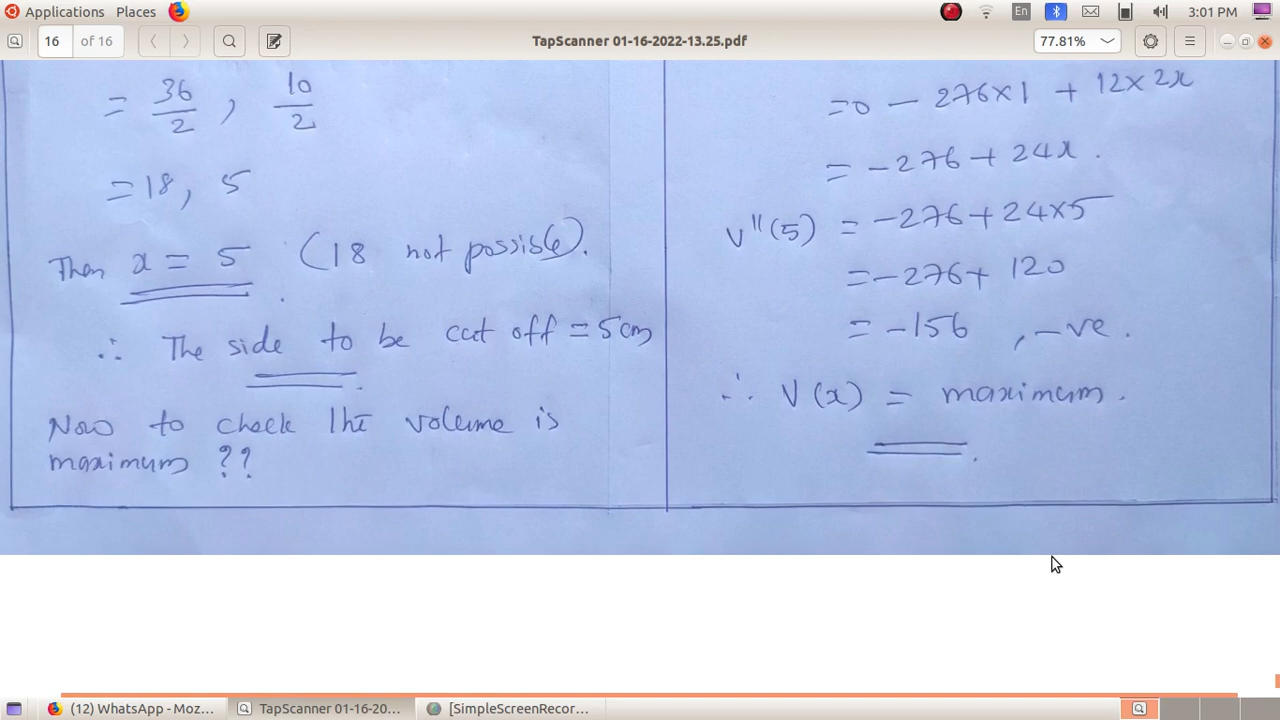 Applications Places En 3:01 PM
16 of 16 TapScanner 01-16-2022-13.25.pdf 77.81%
= 36/2 , 10/2
= 18, 5
Then x = 5 (18 not possible).
∴ The side to be cut off = 5cm
Now to check the volume is
maximum ??
= 0 - 276×1 + 12×2x
= -276 + 24x .
V"(5) = -276 + 24×5
= -276 + 120
= -156 , -ve .
∴ V(x) = maximum .
(12) WhatsApp - Moz... TapScanner 01-16-20... [SimpleScreenRecor...